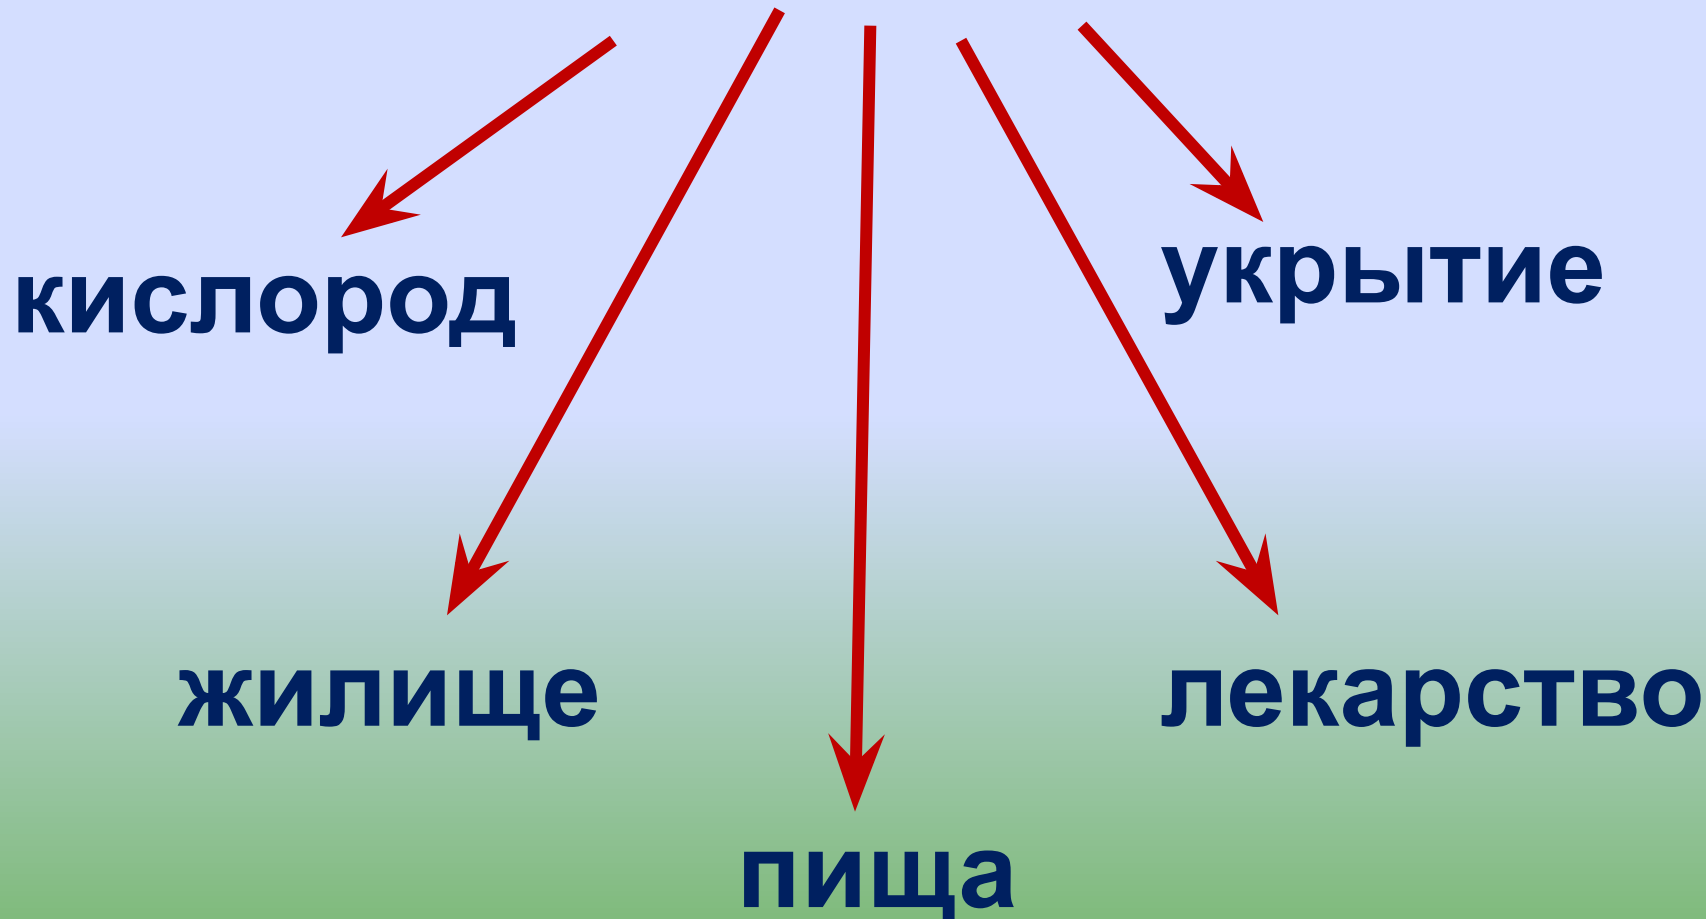 кислород
укрытие
жилище
лекарство
пища